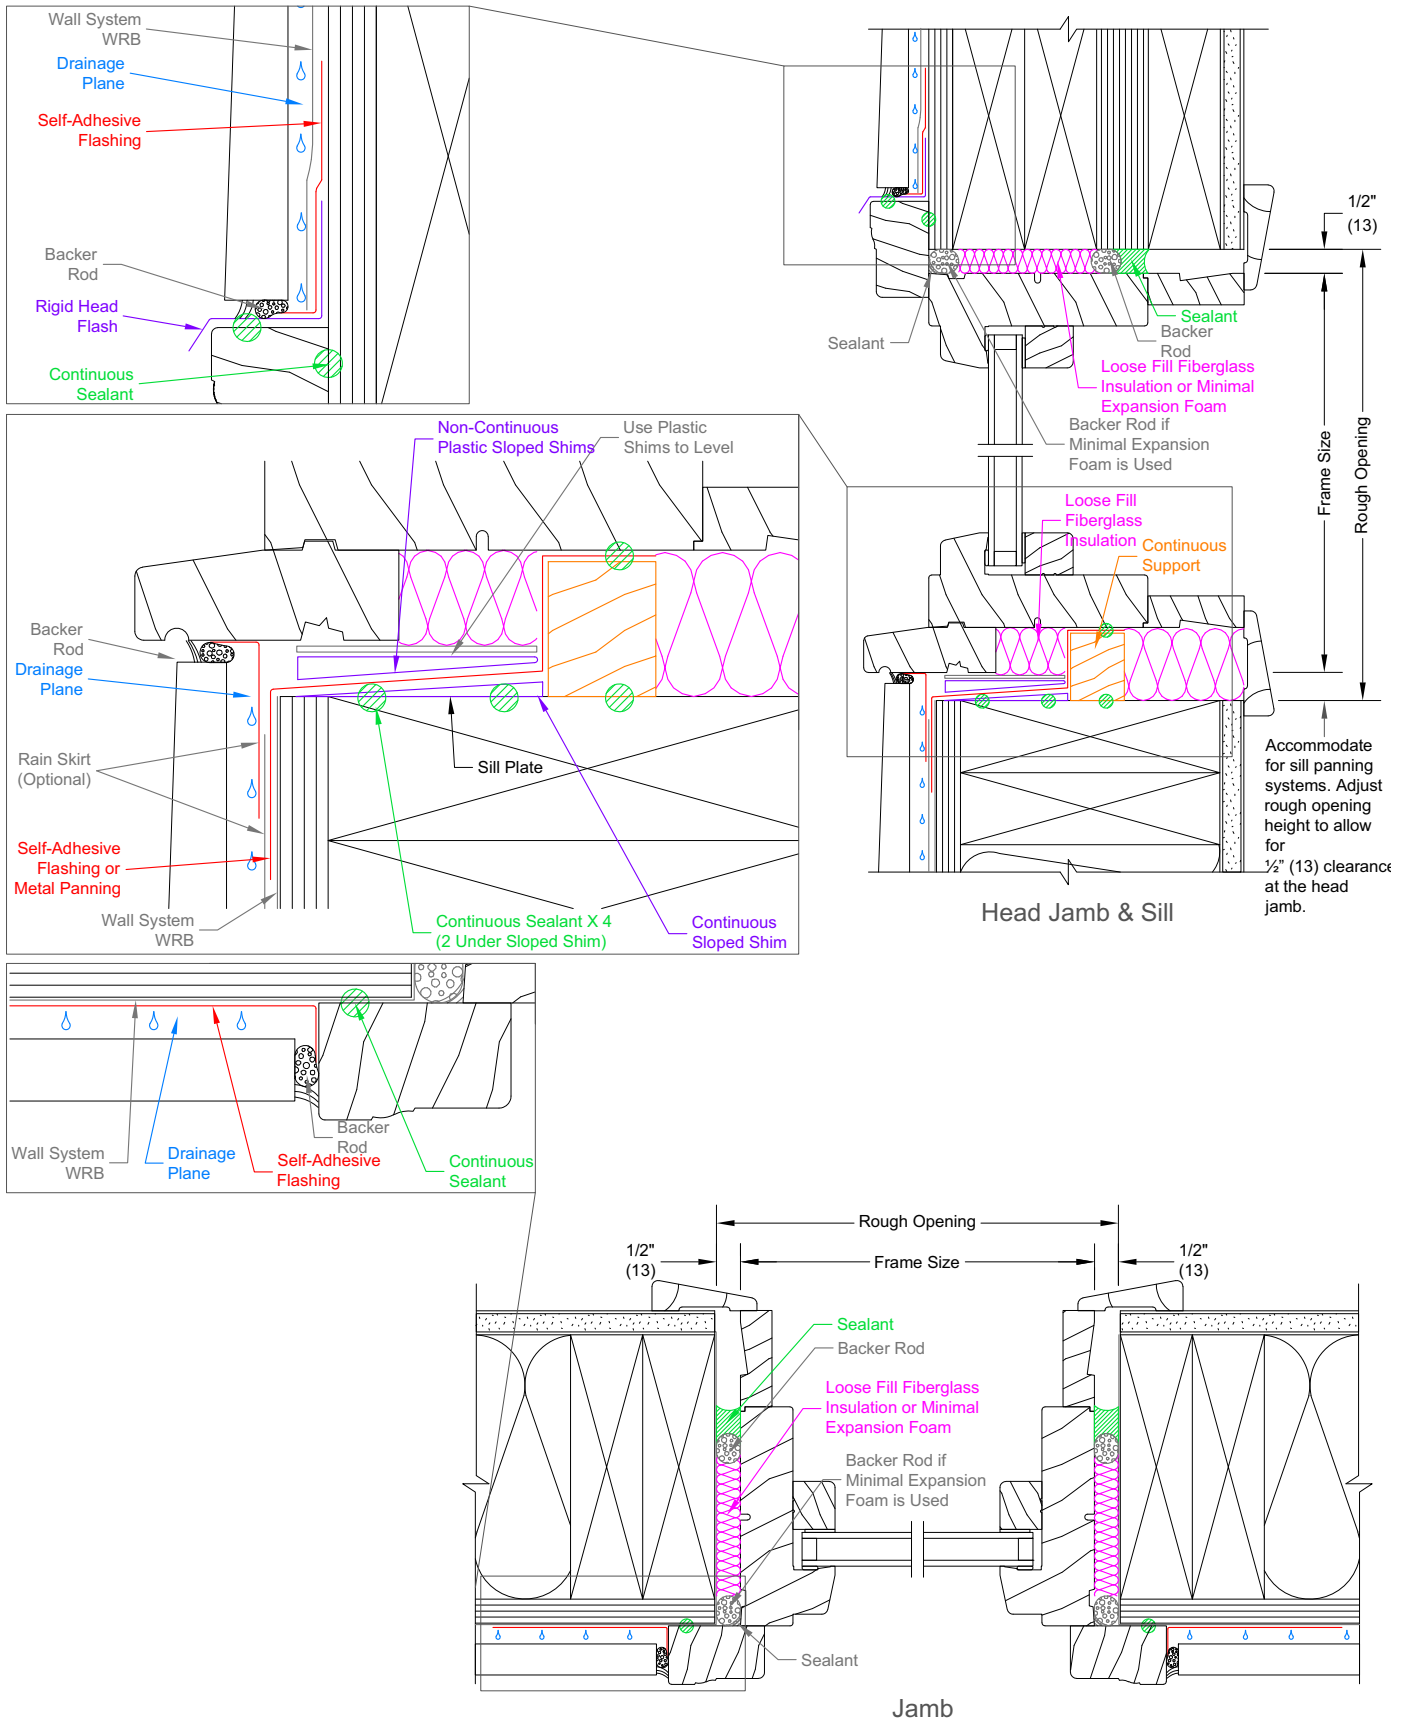 Wall System
WRB
Drainage
Plane
Self-Adhesive
Flashing
Backer
Rod
Rigid Head
Flash
Continuous
Sealant
1/2"
(13)
Sealant
Sealant
Backer
Rod
Loose Fill Fiberglass
Insulation or Minimal
Expansion Foam
Backer Rod if
Minimal Expansion
Foam is Used
Frame Size
Rough Opening
Loose Fill
Fiberglass
Insulation
Continuous
Support
Accommodate
for sill panning
systems. Adjust
rough opening
height to allow
for
½” (13) clearance
at the head
jamb.
Head Jamb & Sill
Non-Continuous
Plastic Sloped Shims
Use Plastic
Shims to Level
Backer
Rod
Drainage
Plane
Rain Skirt
(Optional)
Sill Plate
Self-Adhesive
Flashing or
Metal Panning
Wall System
WRB
Continuous Sealant X 4
(2 Under Sloped Shim)
Continuous
Sloped Shim
Wall System
WRB
Drainage
Plane
Self-Adhesive
Flashing
Backer
Rod
Continuous
Sealant
Rough Opening
1/2"
(13)
Frame Size
1/2"
(13)
Sealant
Backer Rod
Loose Fill Fiberglass
Insulation or Minimal
Expansion Foam
Backer Rod if
Minimal Expansion
Foam is Used
Sealant
Jamb